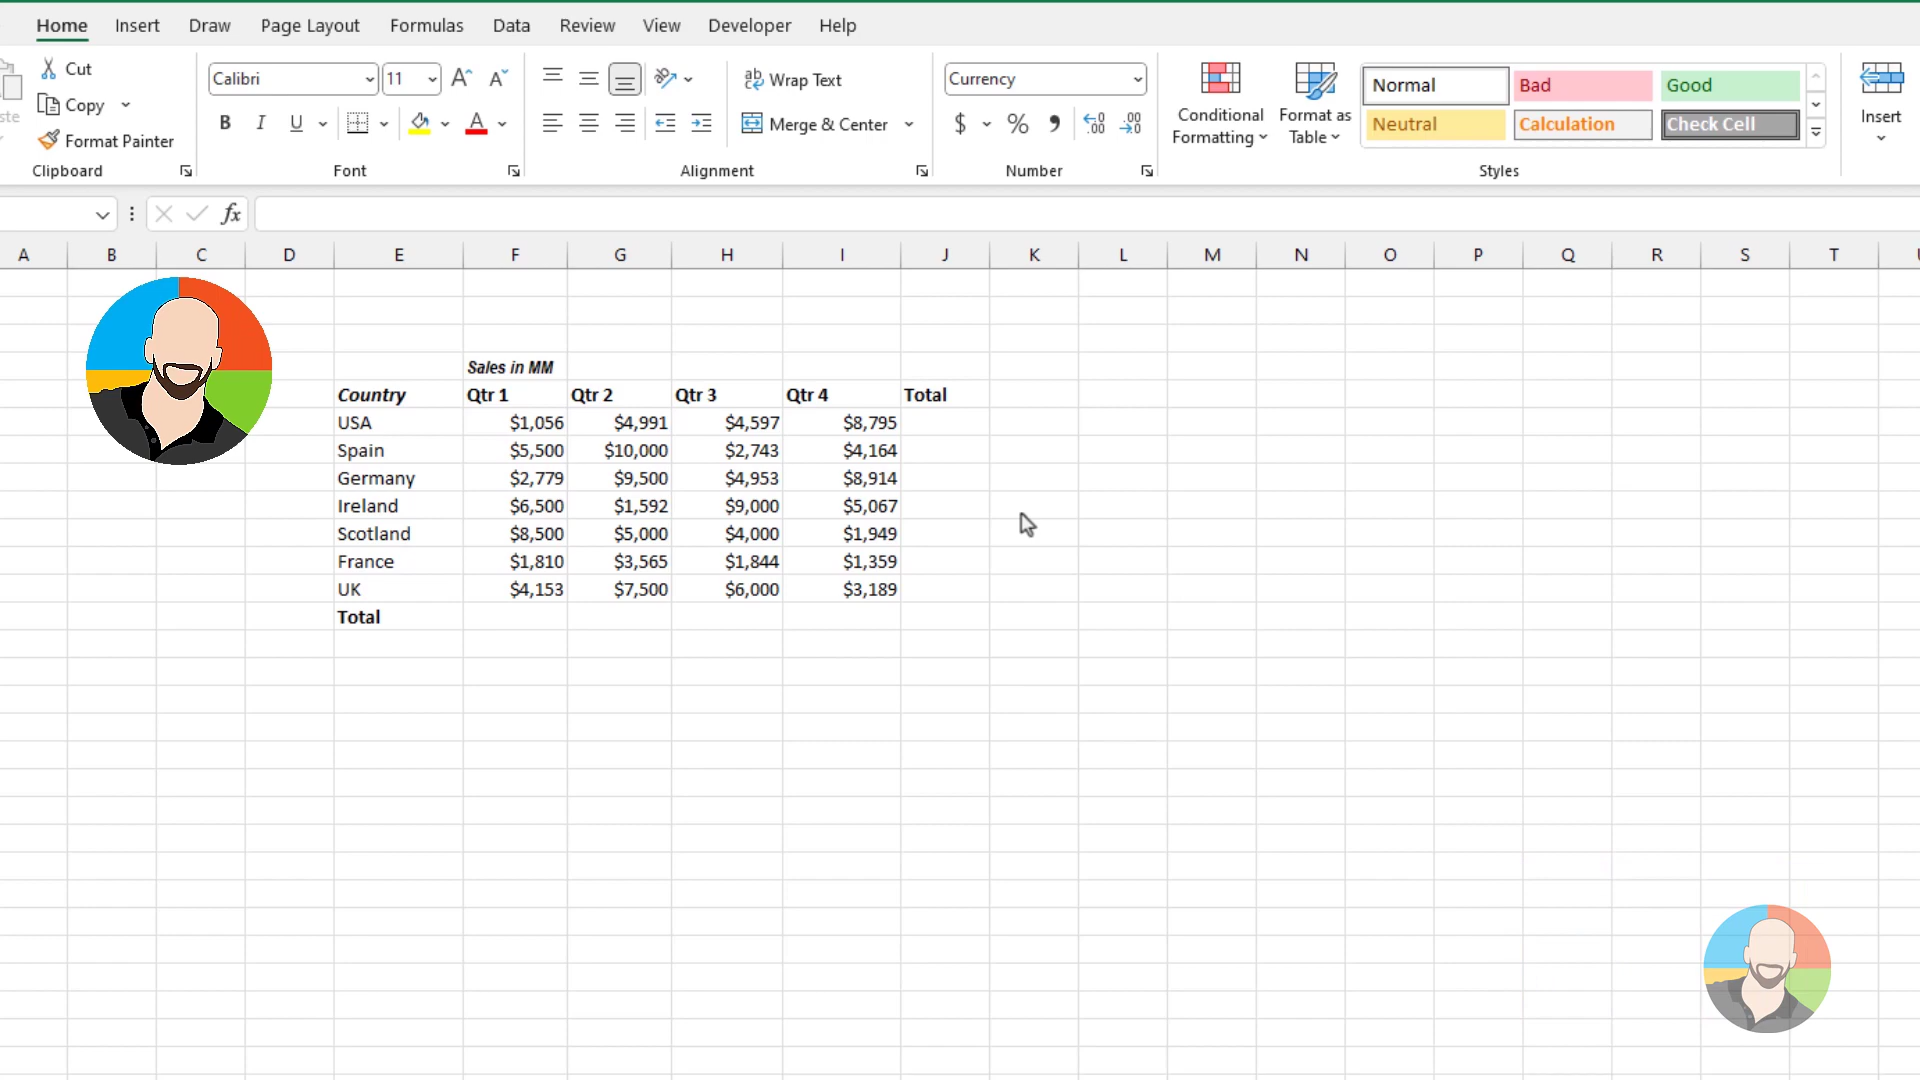 Home Insert Draw Page Layout Formulas Data Review View Developer Help
Cut
Copy
Format Painter
Clipboard
Calibri 11
B I U A
Font
Wrap Text
Merge & Center
Alignment
Currency
$ % ,
Number
Conditional Formatting
Format as Table
Normal Bad Good
Neutral Calculation Check Cell
Styles
Insert
fx
A B C D E F G H I J K L M N O P Q R S T
Sales in MM
Country Qtr 1 Qtr 2 Qtr 3 Qtr 4 Total
USA $1,056 $4,991 $4,597 $8,795
Spain $5,500 $10,000 $2,743 $4,164
Germany $2,779 $9,500 $4,953 $8,914
Ireland $6,500 $1,592 $9,000 $5,067
Scotland $8,500 $5,000 $4,000 $1,949
France $1,810 $3,565 $1,844 $1,359
UK $4,153 $7,500 $6,000 $3,189
Total